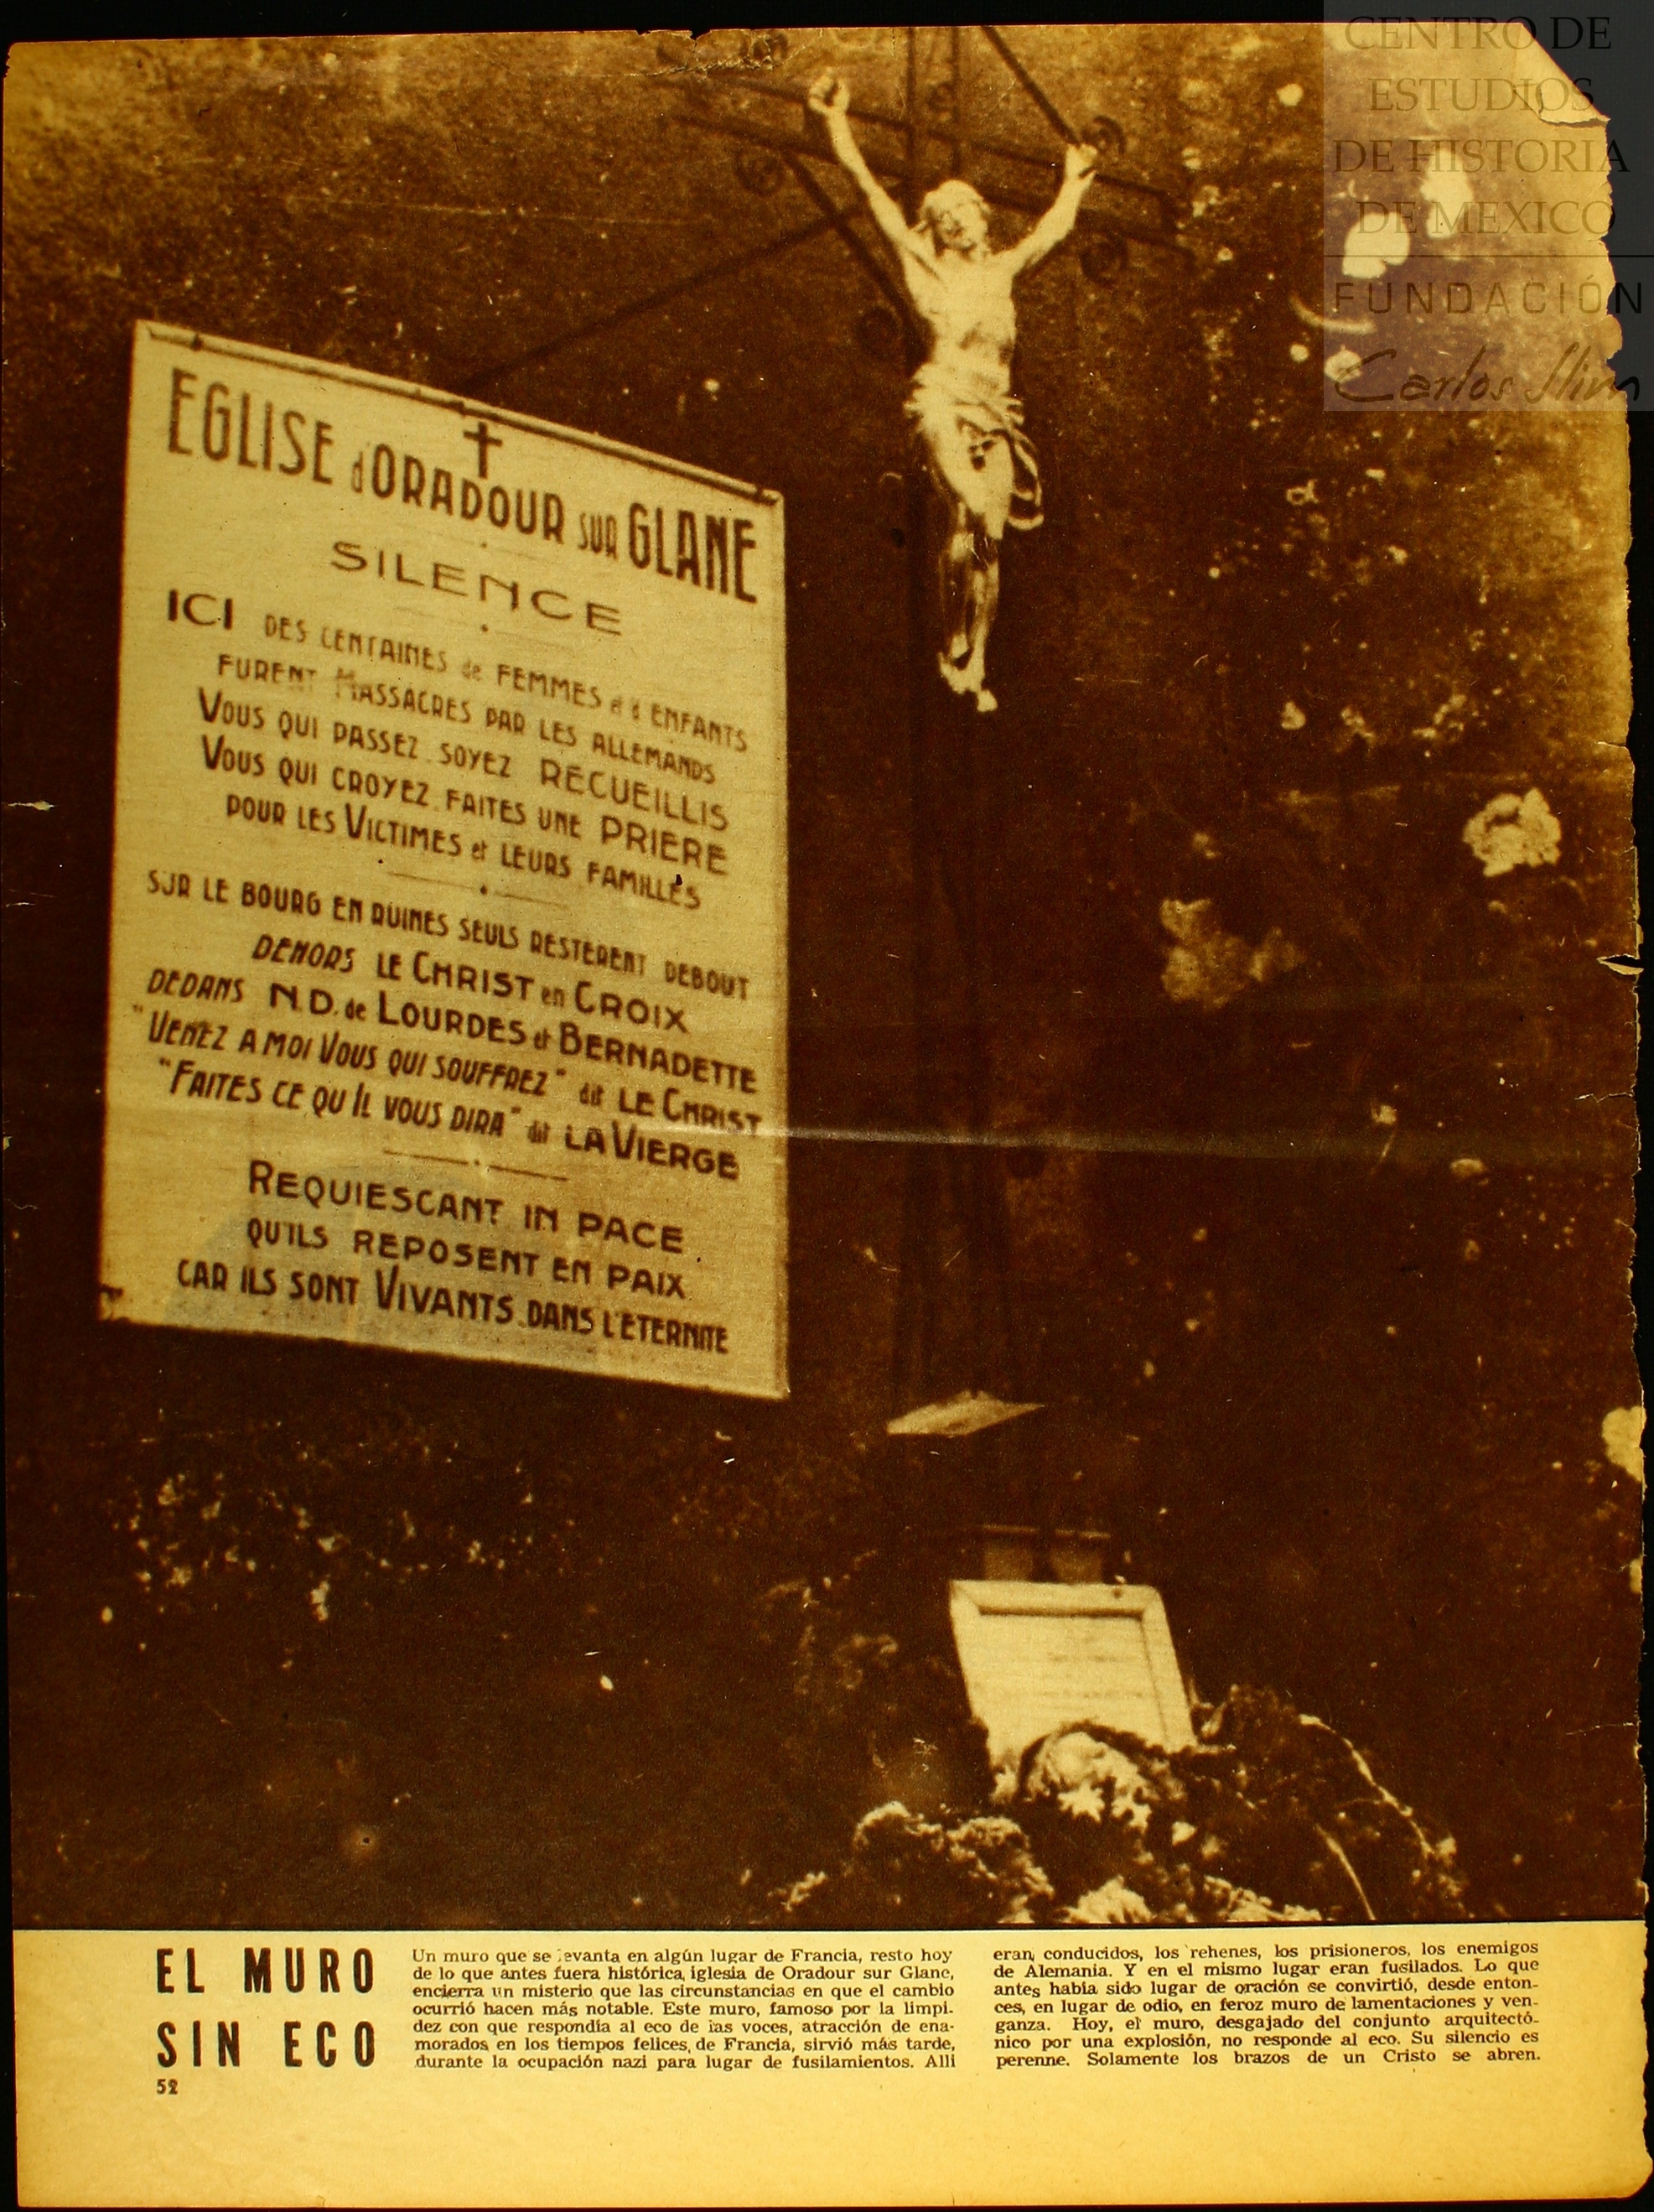 CENTRO DE
ESTUDIOS
DE HISTORIA
DE MEXICO
FUNDACIÓN
Carlos Slim
EGLISE d'ORADOUR SUR GLANE
SILENCE
ICI DES CENTAINES de FEMMES et d'ENFANTS
FURENT MASSACRES PAR LES ALLEMANDS
VOUS QUI PASSEZ SOYEZ RECUEILLIS
VOUS QUI CROYEZ FAITES UNE PRIERE
POUR LES VICTIMES et LEURS FAMILLES
SUR LE BOURG EN RUINES SEULS RESTERENT DEBOUT
DEHORS LE CHRIST en CROIX
DEDANS N.D. de LOURDES et BERNADETTE
"VENEZ A MOI VOUS QUI SOUFFREZ" dit LE CHRIST
"FAITES CE QU'IL VOUS DIRA" dit LA VIERGE
REQUIESCANT IN PACE
QU'ILS REPOSENT EN PAIX
CAR ILS SONT VIVANTS DANS L'ETERNITE
EL MURO
SIN ECO
52
Un muro que se levanta en algún lugar de Francia, resto hoy
de lo que antes fuera histórica iglesia de Oradour sur Glane,
encierra un misterio que las circunstancias en que el cambio
ocurrió hacen más notable. Este muro, famoso por la limpi-
dez con que respondía al eco de las voces, atracción de ena-
morados en los tiempos felices de Francia, sirvió más tarde,
durante la ocupación nazi para lugar de fusilamientos. Allí
eran conducidos, los rehenes, los prisioneros, los enemigos
de Alemania. Y en el mismo lugar eran fusilados. Lo que
antes había sido lugar de oración se convirtió, desde enton-
ces, en lugar de odio, en feroz muro de lamentaciones y ven-
ganza. Hoy, el muro, desgajado del conjunto arquitectó-
nico por una explosión, no responde al eco. Su silencio es
perenne. Solamente los brazos de un Cristo se abren.